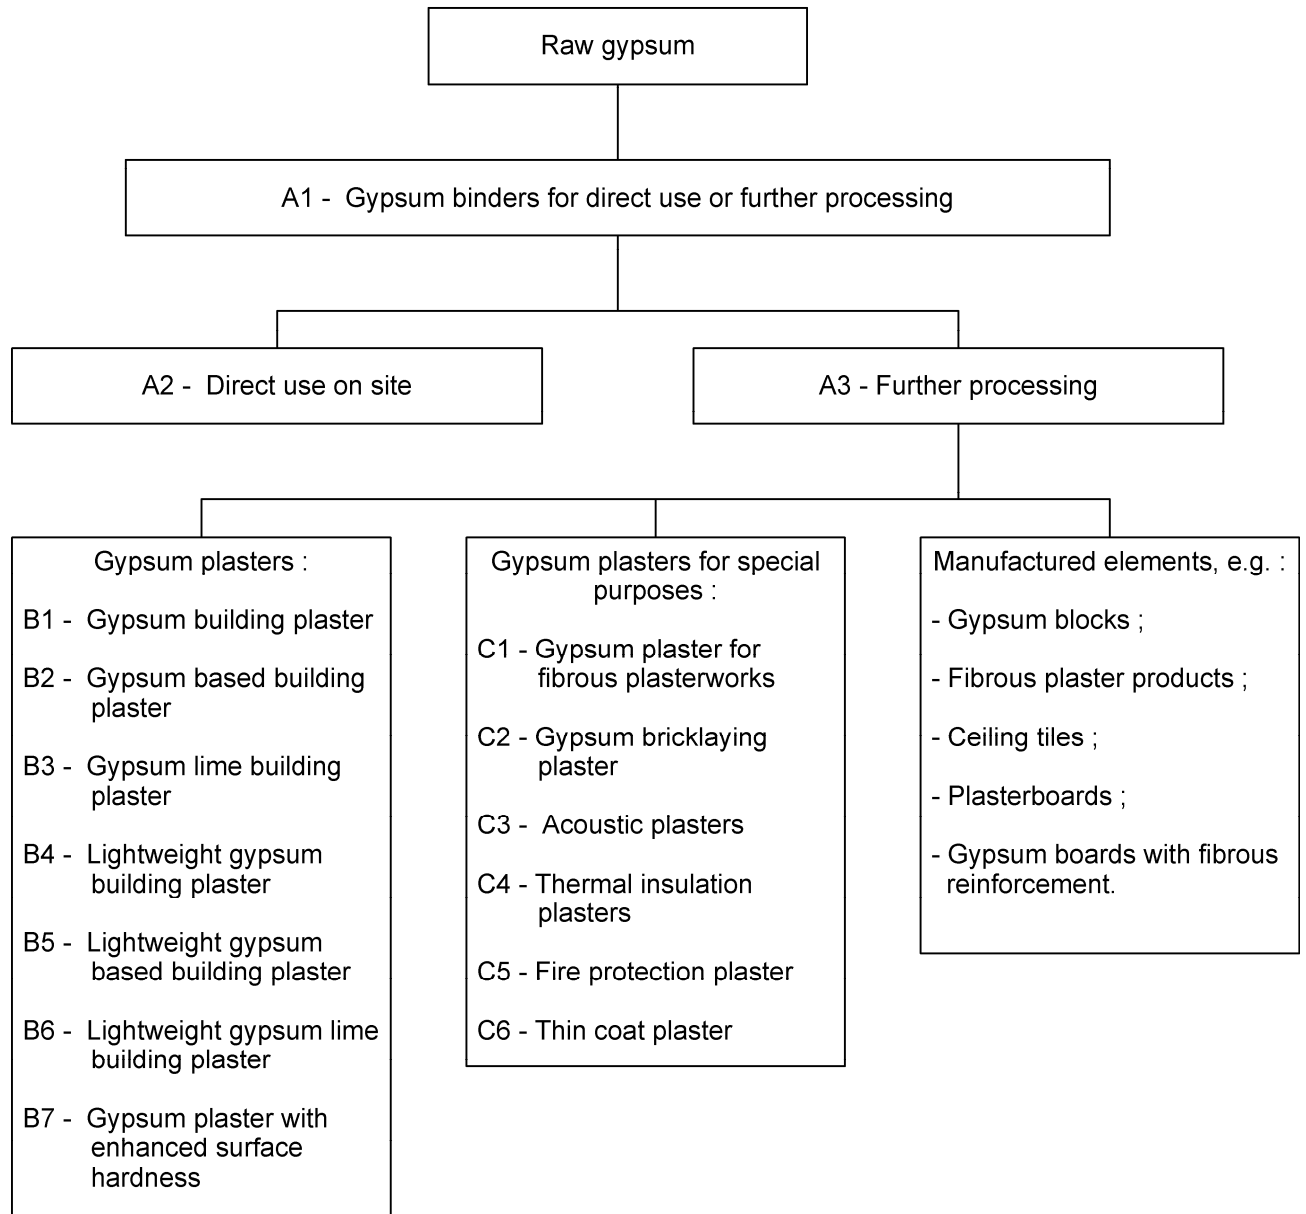 Raw gypsum
A1 - Gypsum binders for direct use or further processing
A2 - Direct use on site
A3 - Further processing
Gypsum plasters :
B1 - Gypsum building plaster
B2 - Gypsum based building
plaster
B3 - Gypsum lime building
plaster
B4 - Lightweight gypsum
building plaster
B5 - Lightweight gypsum
based building plaster
B6 - Lightweight gypsum lime
building plaster
B7 - Gypsum plaster with
enhanced surface
hardness
Gypsum plasters for special
purposes :
C1 - Gypsum plaster for
fibrous plasterworks
C2 - Gypsum bricklaying
plaster
C3 - Acoustic plasters
C4 - Thermal insulation
plasters
C5 - Fire protection plaster
C6 - Thin coat plaster
Manufactured elements, e.g. :
- Gypsum blocks ;
- Fibrous plaster products ;
- Ceiling tiles ;
- Plasterboards ;
- Gypsum boards with fibrous
reinforcement.